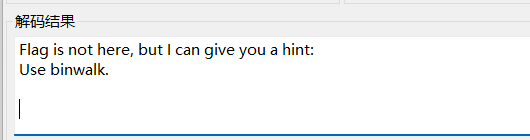 解码结果
Flag is not here, but I can give you a hint:
Use binwalk.